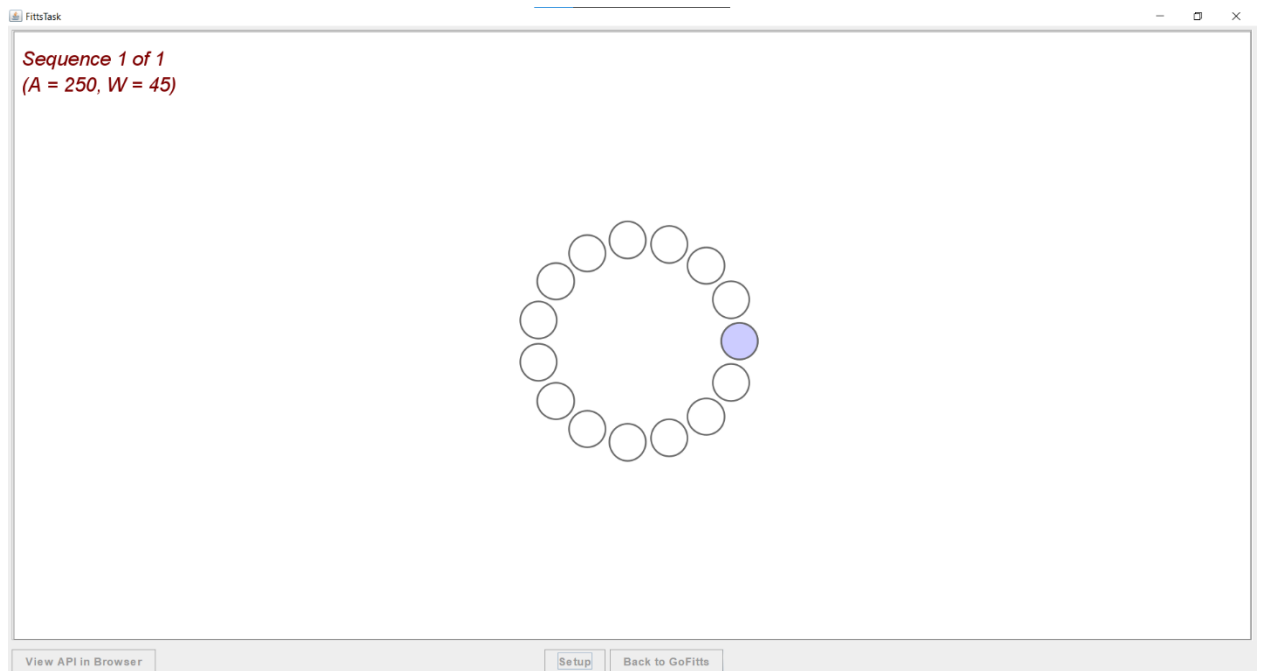 FittsTask
Sequence 1 of 1
(A = 250, W = 45)
View API in Browser
Setup
Back to GoFitts